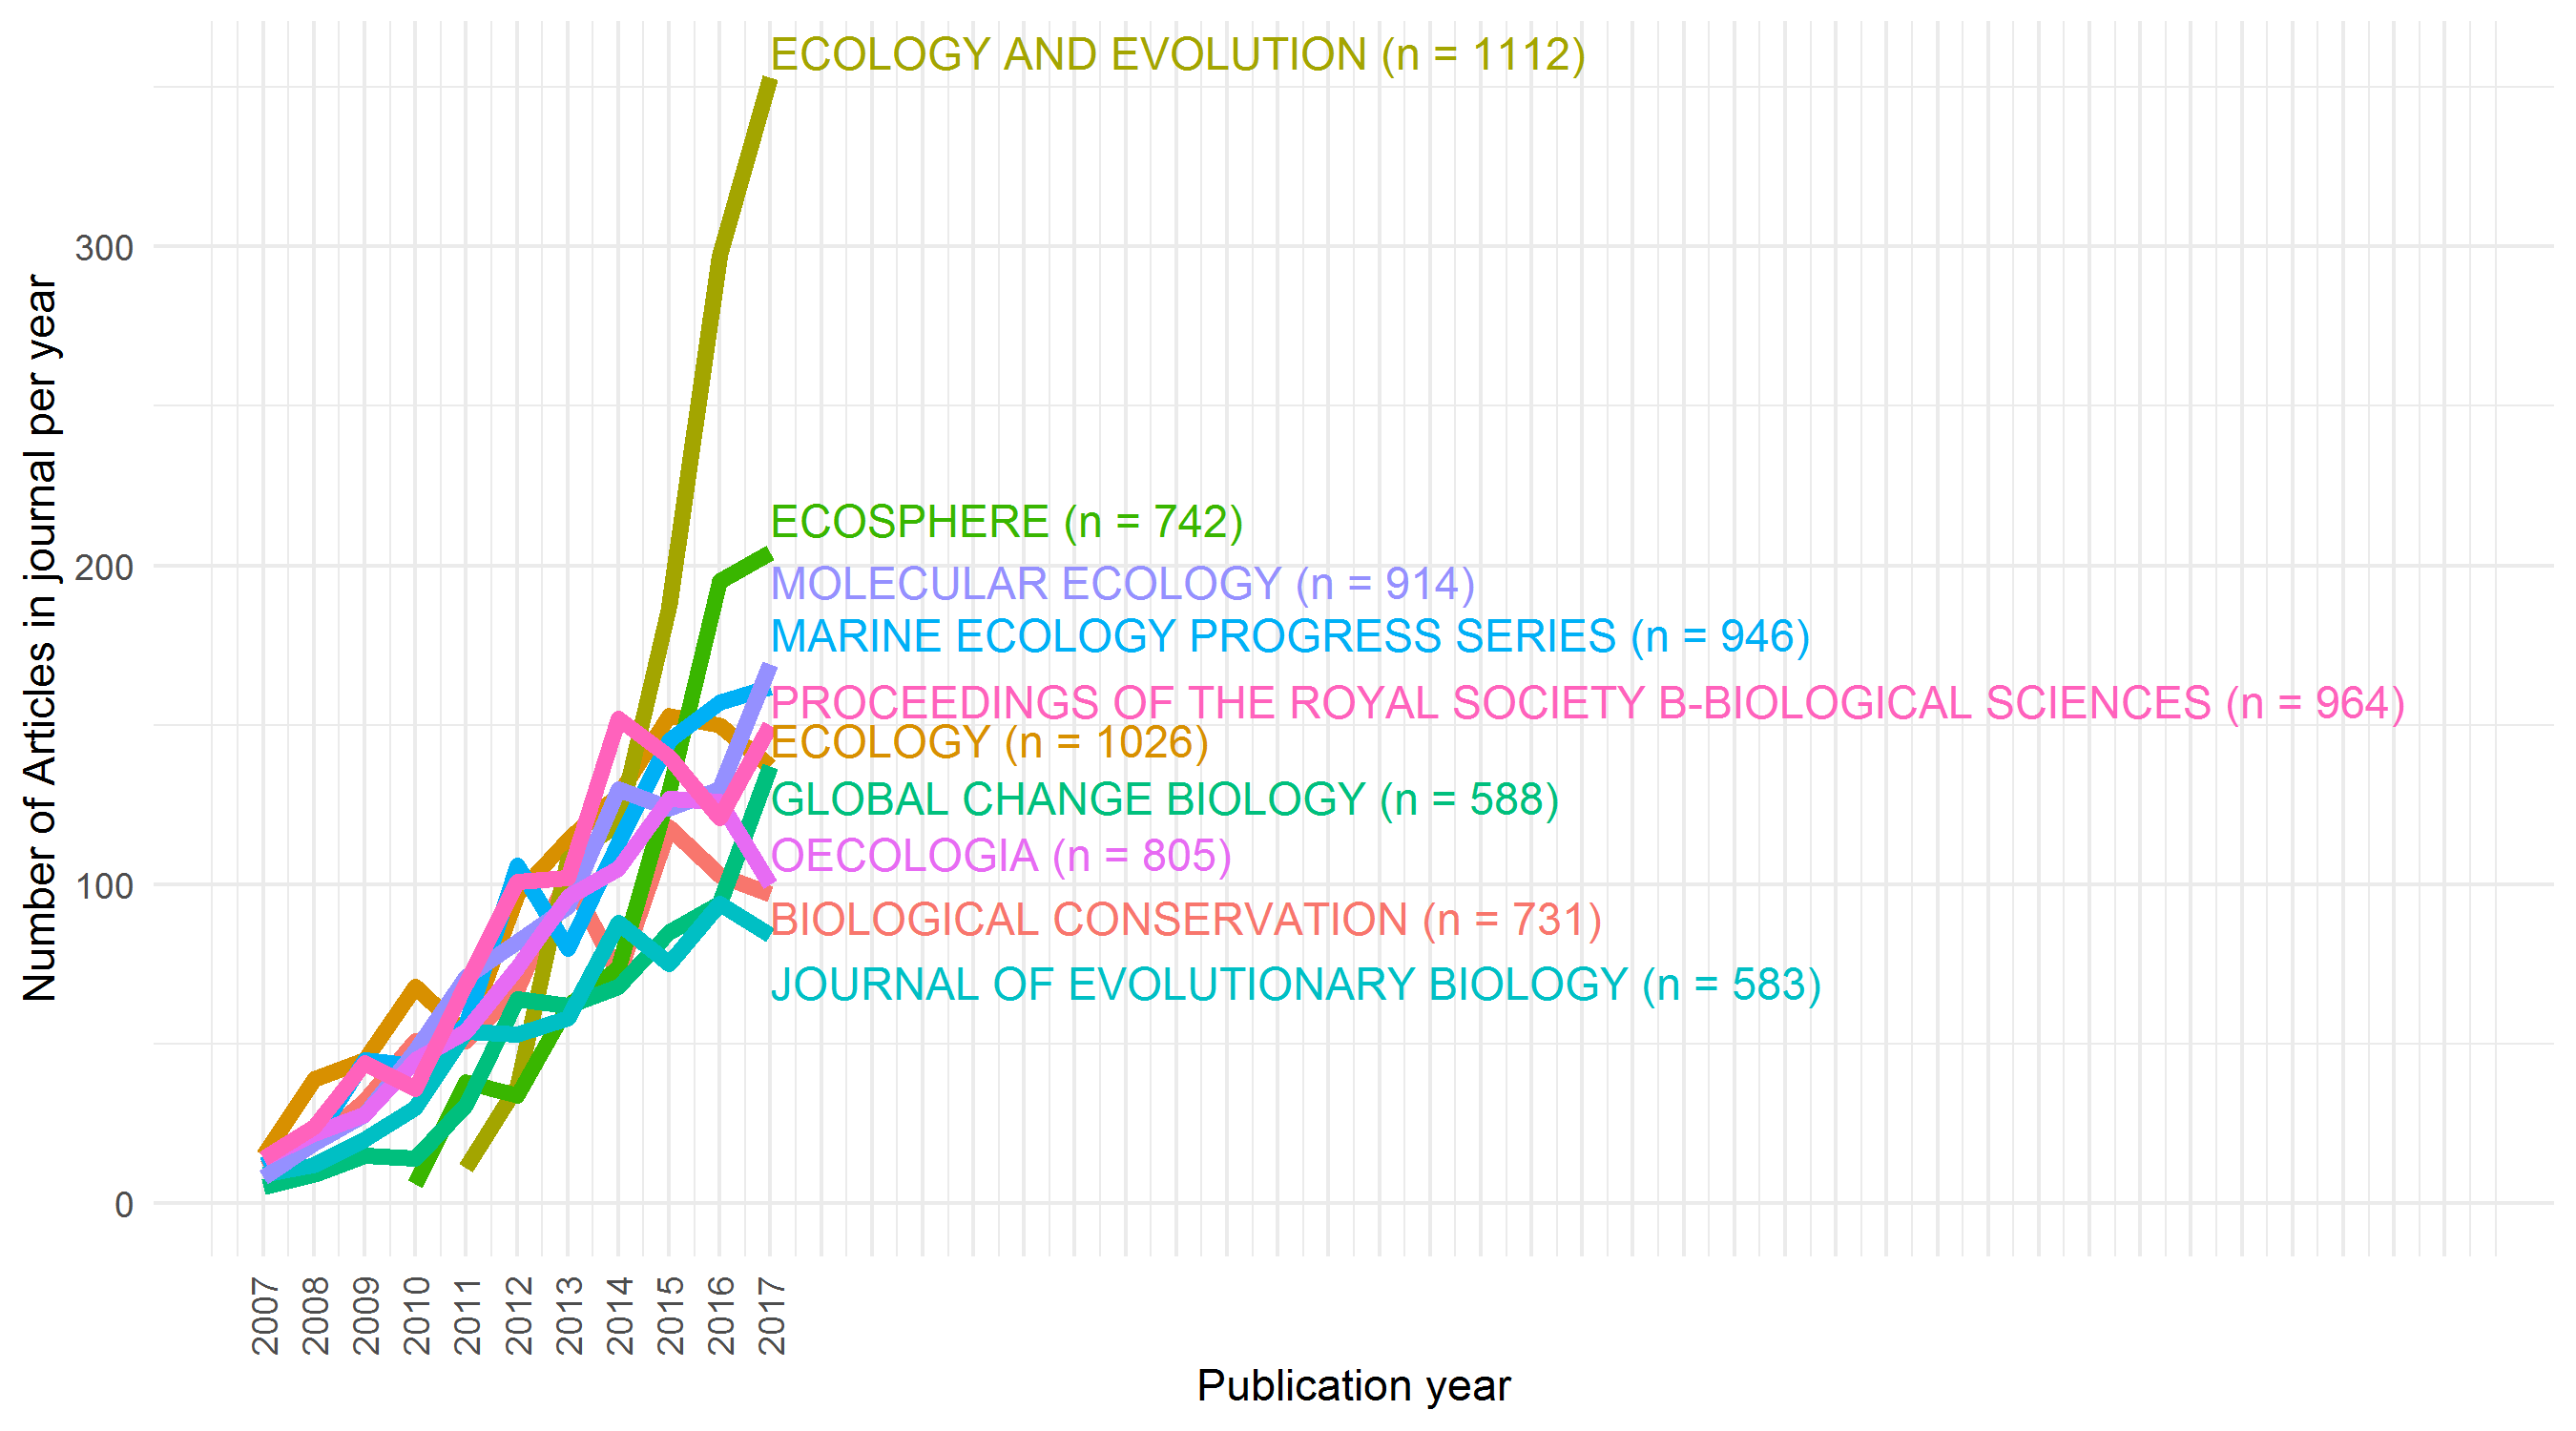 Number of Articles in journal per year
300
200
100
0
ECOLOGY AND EVOLUTION (n = 1112)
ECOSPHERE (n = 742)
MOLECULAR ECOLOGY (n = 914)
MARINE ECOLOGY PROGRESS SERIES (n = 946)
PROCEEDINGS OF THE ROYAL SOCIETY B-BIOLOGICAL SCIENCES (n = 964)
ECOLOGY (n = 1026)
GLOBAL CHANGE BIOLOGY (n = 588)
OECOLOGIA (n = 805)
BIOLOGICAL CONSERVATION (n = 731)
JOURNAL OF EVOLUTIONARY BIOLOGY (n = 583)
2007
2008
2009
2010
2011
2012
2013
2014
2015
2016
2017
Publication year